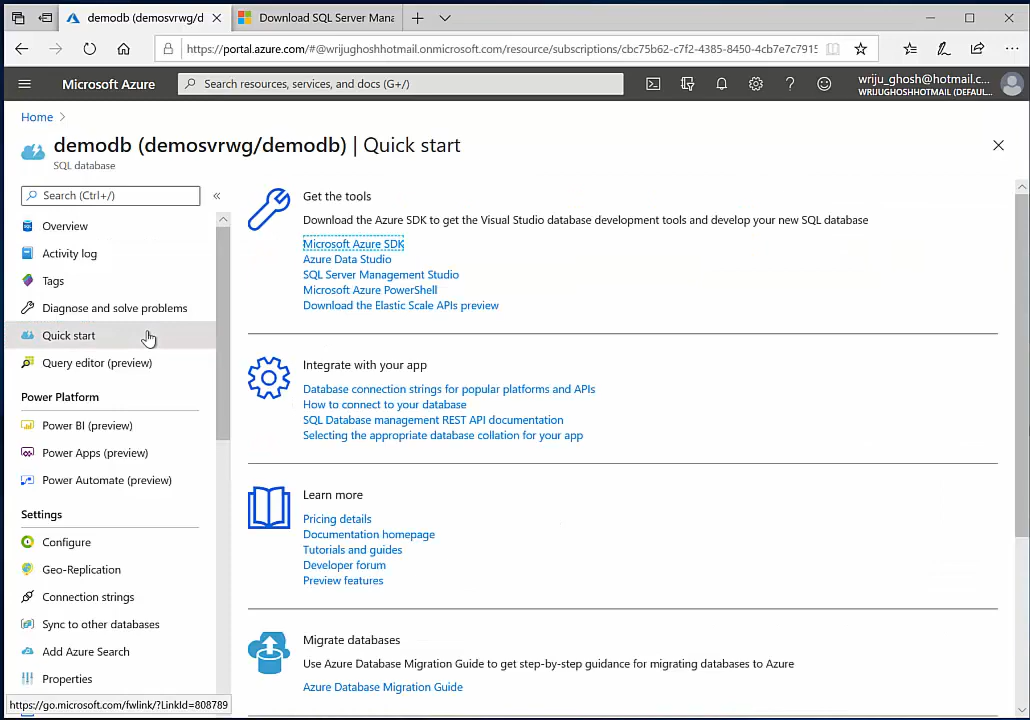 demodb (demosvrwg/d
Download SQL Server Mana
https://portal.azure.com/#@wrijughoshhotmail.onmicrosoft.com/resource/subscriptions/cbc75b62-c7f2-4385-8450-4cb7e7c7915
Microsoft Azure
Search resources, services, and docs (G+/)
wriju_ghosh@hotmail.c...
WRIJUGHOSHHOTMAIL (DEFAUL...
Home
demodb (demosvrwg/demodb) | Quick start
SQL database
Search (Ctrl+/)
Overview
Activity log
Tags
Diagnose and solve problems
Quick start
Query editor (preview)
Power Platform
Power BI (preview)
Power Apps (preview)
Power Automate (preview)
Settings
Configure
Geo-Replication
Connection strings
Sync to other databases
Add Azure Search
Properties
https://go.microsoft.com/fwlink/?LinkId=808789
Get the tools
Download the Azure SDK to get the Visual Studio database development tools and develop your new SQL database
Microsoft Azure SDK
Azure Data Studio
SQL Server Management Studio
Microsoft Azure PowerShell
Download the Elastic Scale APIs preview
Integrate with your app
Database connection strings for popular platforms and APIs
How to connect to your database
SQL Database management REST API documentation
Selecting the appropriate database collation for your app
Learn more
Pricing details
Documentation homepage
Tutorials and guides
Developer forum
Preview features
Migrate databases
Use Azure Database Migration Guide to get step-by-step guidance for migrating databases to Azure
Azure Database Migration Guide